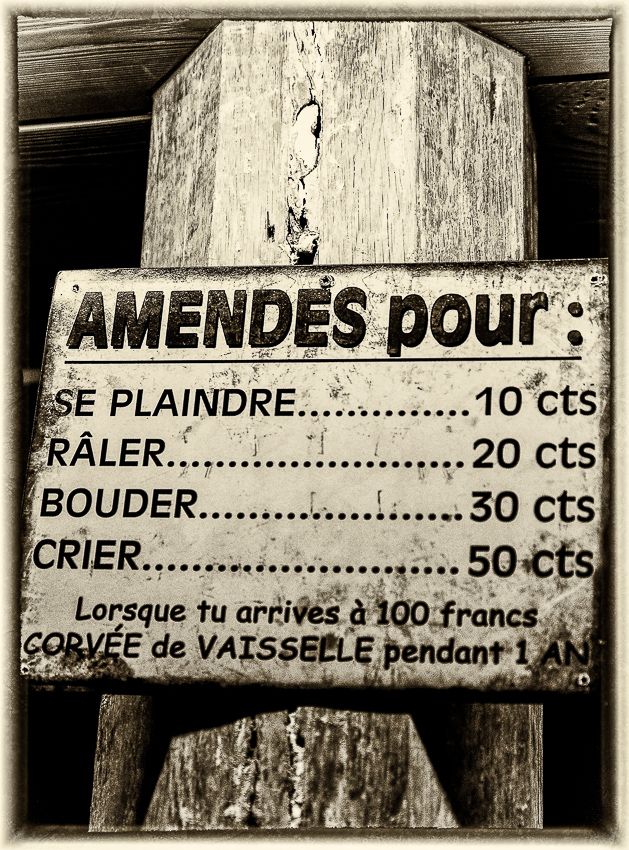 AMENDES pour :
SE PLAINDRE..............10 cts
RÂLER.........................20 cts
BOUDER......................30 cts
CRIER..........................50 cts
Lorsque tu arrives à 100 francs
CORVÉE de VAISSELLE pendant 1 AN